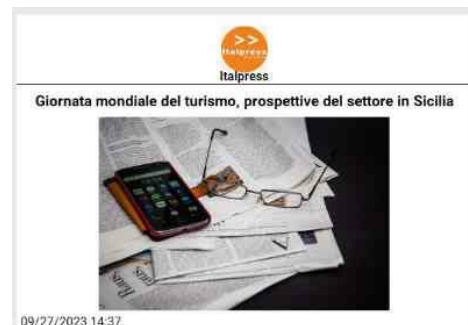 >>
Italpress
Italpress
Giornata mondiale del turismo, prospettive del settore in Sicilia
09/27/2023 14:37